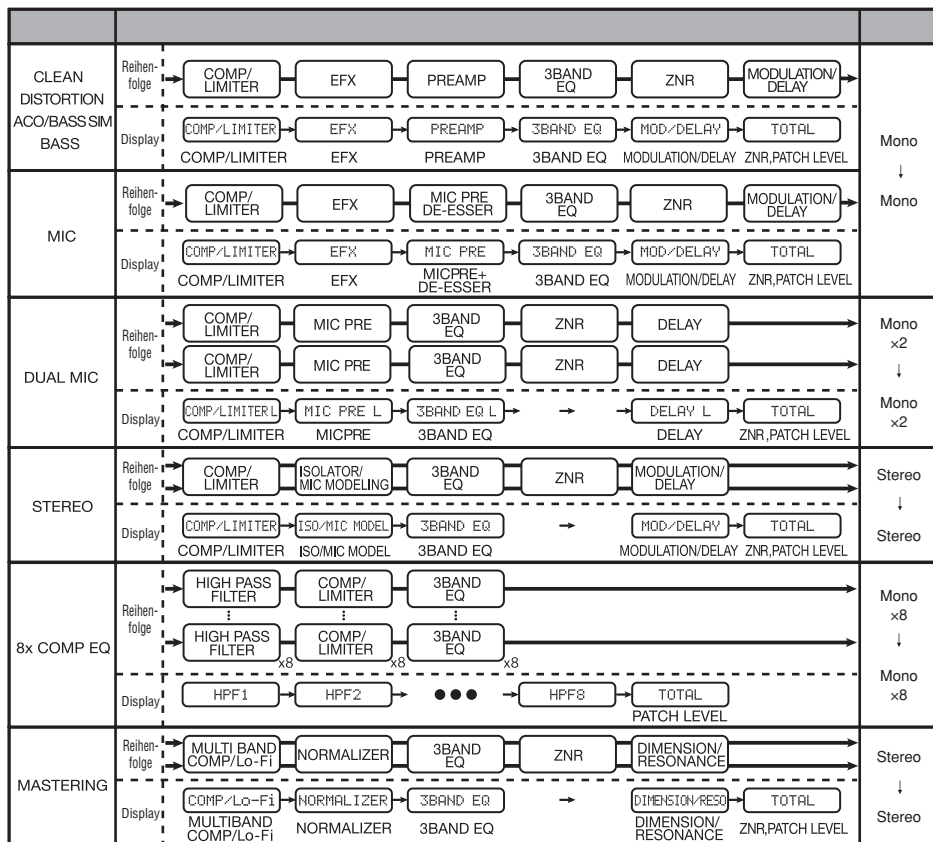 CLEAN
DISTORTION
ACO/BASS SIM
BASS
Reihen-
folge
COMP/
LIMITER
EFX
PREAMP
3BAND
EQ
ZNR
MODULATION/
DELAY
Display
COMP/LIMITER
EFX
PREAMP
3BAND EQ
MOD/DELAY
TOTAL
COMP/LIMITER
EFX
PREAMP
3BAND EQ
MODULATION/DELAY
ZNR,PATCH LEVEL
Mono
↓
Mono
MIC
Reihen-
folge
COMP/
LIMITER
EFX
MIC PRE
DE-ESSER
3BAND
EQ
ZNR
MODULATION/
DELAY
Display
COMP/LIMITER
EFX
MIC PRE
3BAND EQ
MOD/DELAY
TOTAL
COMP/LIMITER
EFX
MICPRE+
DE-ESSER
3BAND EQ
MODULATION/DELAY
ZNR,PATCH LEVEL
DUAL MIC
Reihen-
folge
COMP/
LIMITER
MIC PRE
3BAND
EQ
ZNR
DELAY
COMP/
LIMITER
MIC PRE
3BAND
EQ
ZNR
DELAY
Display
COMP/LIMITER L
MIC PRE L
3BAND EQ L
DELAY L
TOTAL
COMP/LIMITER
MICPRE
3BAND EQ
DELAY
ZNR,PATCH LEVEL
Mono
×2
↓
Mono
×2
STEREO
Reihen-
folge
COMP/
LIMITER
ISOLATOR/
MIC MODELING
3BAND
EQ
ZNR
MODULATION/
DELAY
Display
COMP/LIMITER
ISO/MIC MODEL
3BAND EQ
MOD/DELAY
TOTAL
COMP/LIMITER
ISO/MIC MODEL
3BAND EQ
MODULATION/DELAY
ZNR,PATCH LEVEL
Stereo
↓
Stereo
8x COMP EQ
Reihen-
folge
HIGH PASS
FILTER
COMP/
LIMITER
3BAND
EQ
HIGH PASS
FILTER
x8
COMP/
LIMITER
x8
3BAND
EQ
x8
Display
HPF1
HPF2
●●●
HPF8
TOTAL
PATCH LEVEL
Mono
×8
↓
Mono
×8
MASTERING
Reihen-
folge
MULTI BAND
COMP/Lo-Fi
NORMALIZER
3BAND
EQ
ZNR
DIMENSION/
RESONANCE
Display
COMP/Lo-Fi
NORMALIZER
3BAND EQ
DIMENSION/RESO
TOTAL
MULTIBAND
COMP/Lo-Fi
NORMALIZER
3BAND EQ
DIMENSION/
RESONANCE
ZNR,PATCH LEVEL
Stereo
↓
Stereo